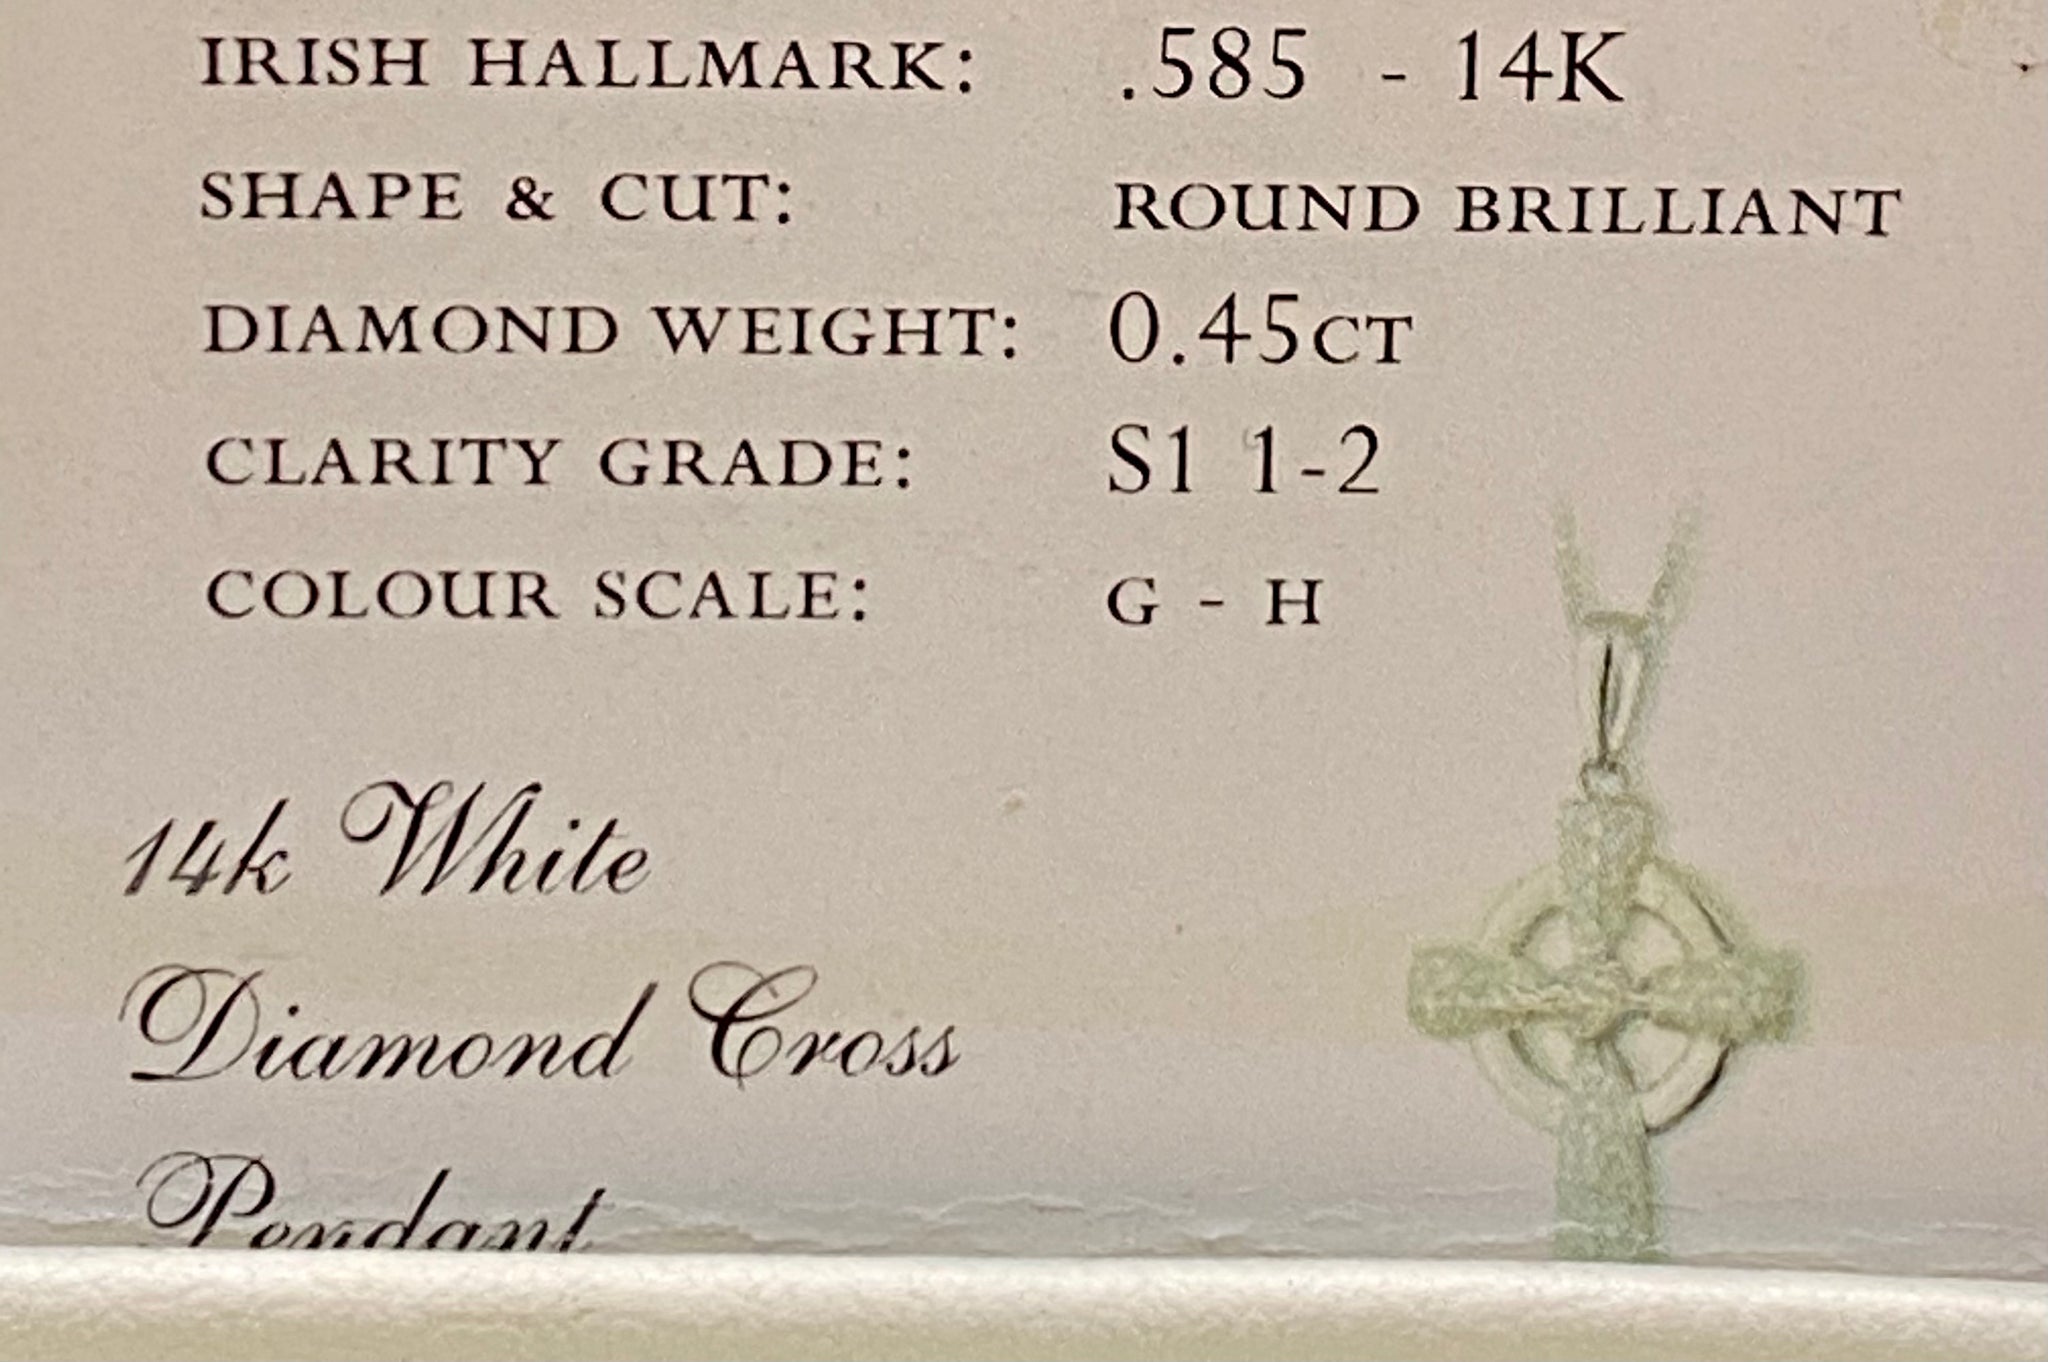 IRISH HALLMARK: .585 - 14K
SHAPE & CUT: ROUND BRILLIANT
DIAMOND WEIGHT: 0.45CT
CLARITY GRADE: S1 1-2
COLOUR SCALE: G - H
14k White
Diamond Cross
Pendant